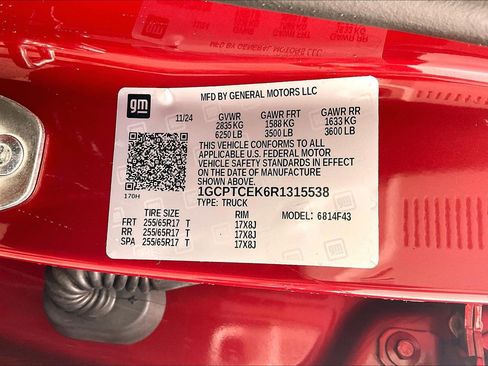 MFD BY GENERAL MOTORS LLC
gm
11/24 GVWR GAWR FRT GAWR RR
2835 KG 1588 KG 1633 KG
6250 LB 3500 LB 3600 LB
THIS VEHICLE CONFORMS TO ALL
APPLICABLE U.S. FEDERAL MOTOR
VEHICLE SAFETY STANDARDS IN EFFECT
ON THE DATE OF MANUFACTURE
SHOWN ABOVE.
170H 1GCPTCEK6R1315538
TYPE: TRUCK
TIRE SIZE RIM MODEL: 6814F43
FRT 255/65R17 T 17X8J
RR 255/65R17 T 17X8J
SPA 255/65R17 T 17X8J